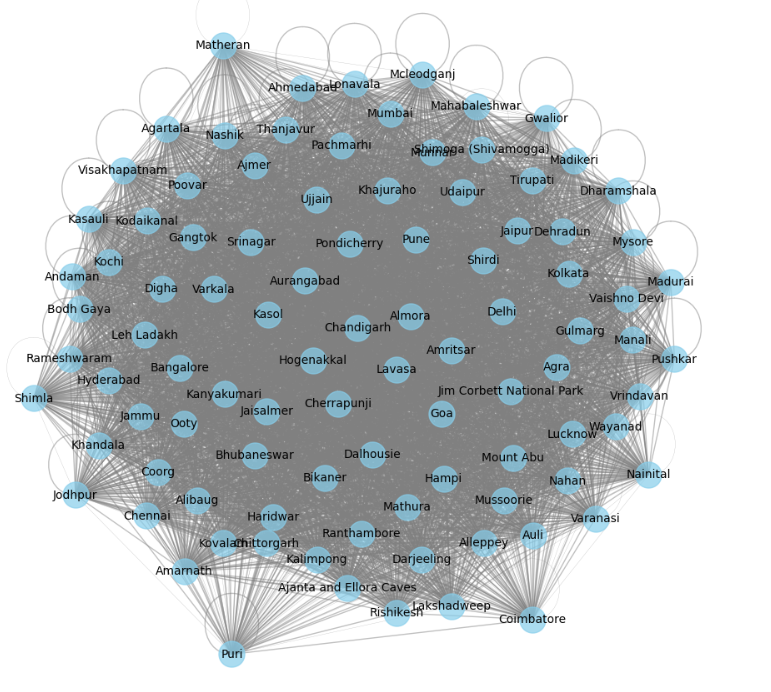 Matheran
Mcleodganj
Lonavala
Ahmedabad
Mahabaleshwar
Mumbai
Gwalior
Agartala
Thanjavur
Nashik
Pachmarhi
Shimoga (Shivamogga)
Munnar
Madikeri
Ajmer
Visakhapatnam
Tirupati
Poovar
Khajuraho
Udaipur
Dharamshala
Ujjain
Kasauli
Kodaikanal
Jaipur
Dehradun
Gangtok
Srinagar
Pondicherry
Pune
Mysore
Kochi
Shirdi
Andaman
Kolkata
Aurangabad
Madurai
Digha
Varkala
Vaishno Devi
Bodh Gaya
Kasol
Almora
Delhi
Chandigarh
Gulmarg
Leh Ladakh
Manali
Amritsar
Rameshwaram
Hogenakkal
Pushkar
Bangalore
Lavasa
Agra
Hyderabad
Jim Corbett National Park
Kanyakumari
Shimla
Vrindavan
Cherrapunji
Jaisalmer
Goa
Jammu
Ooty
Wayanad
Lucknow
Khandala
Bhubaneswar
Dalhousie
Mount Abu
Coorg
Nainital
Bikaner
Hampi
Nahan
Jodhpur
Alibaug
Mussoorie
Mathura
Chennai
Haridwar
Varanasi
Ranthambore
Auli
Kovalam
Chittorgarh
Alleppey
Kalimpong
Darjeeling
Amarnath
Ajanta and Ellora Caves
Lakshadweep
Rishikesh
Coimbatore
Puri